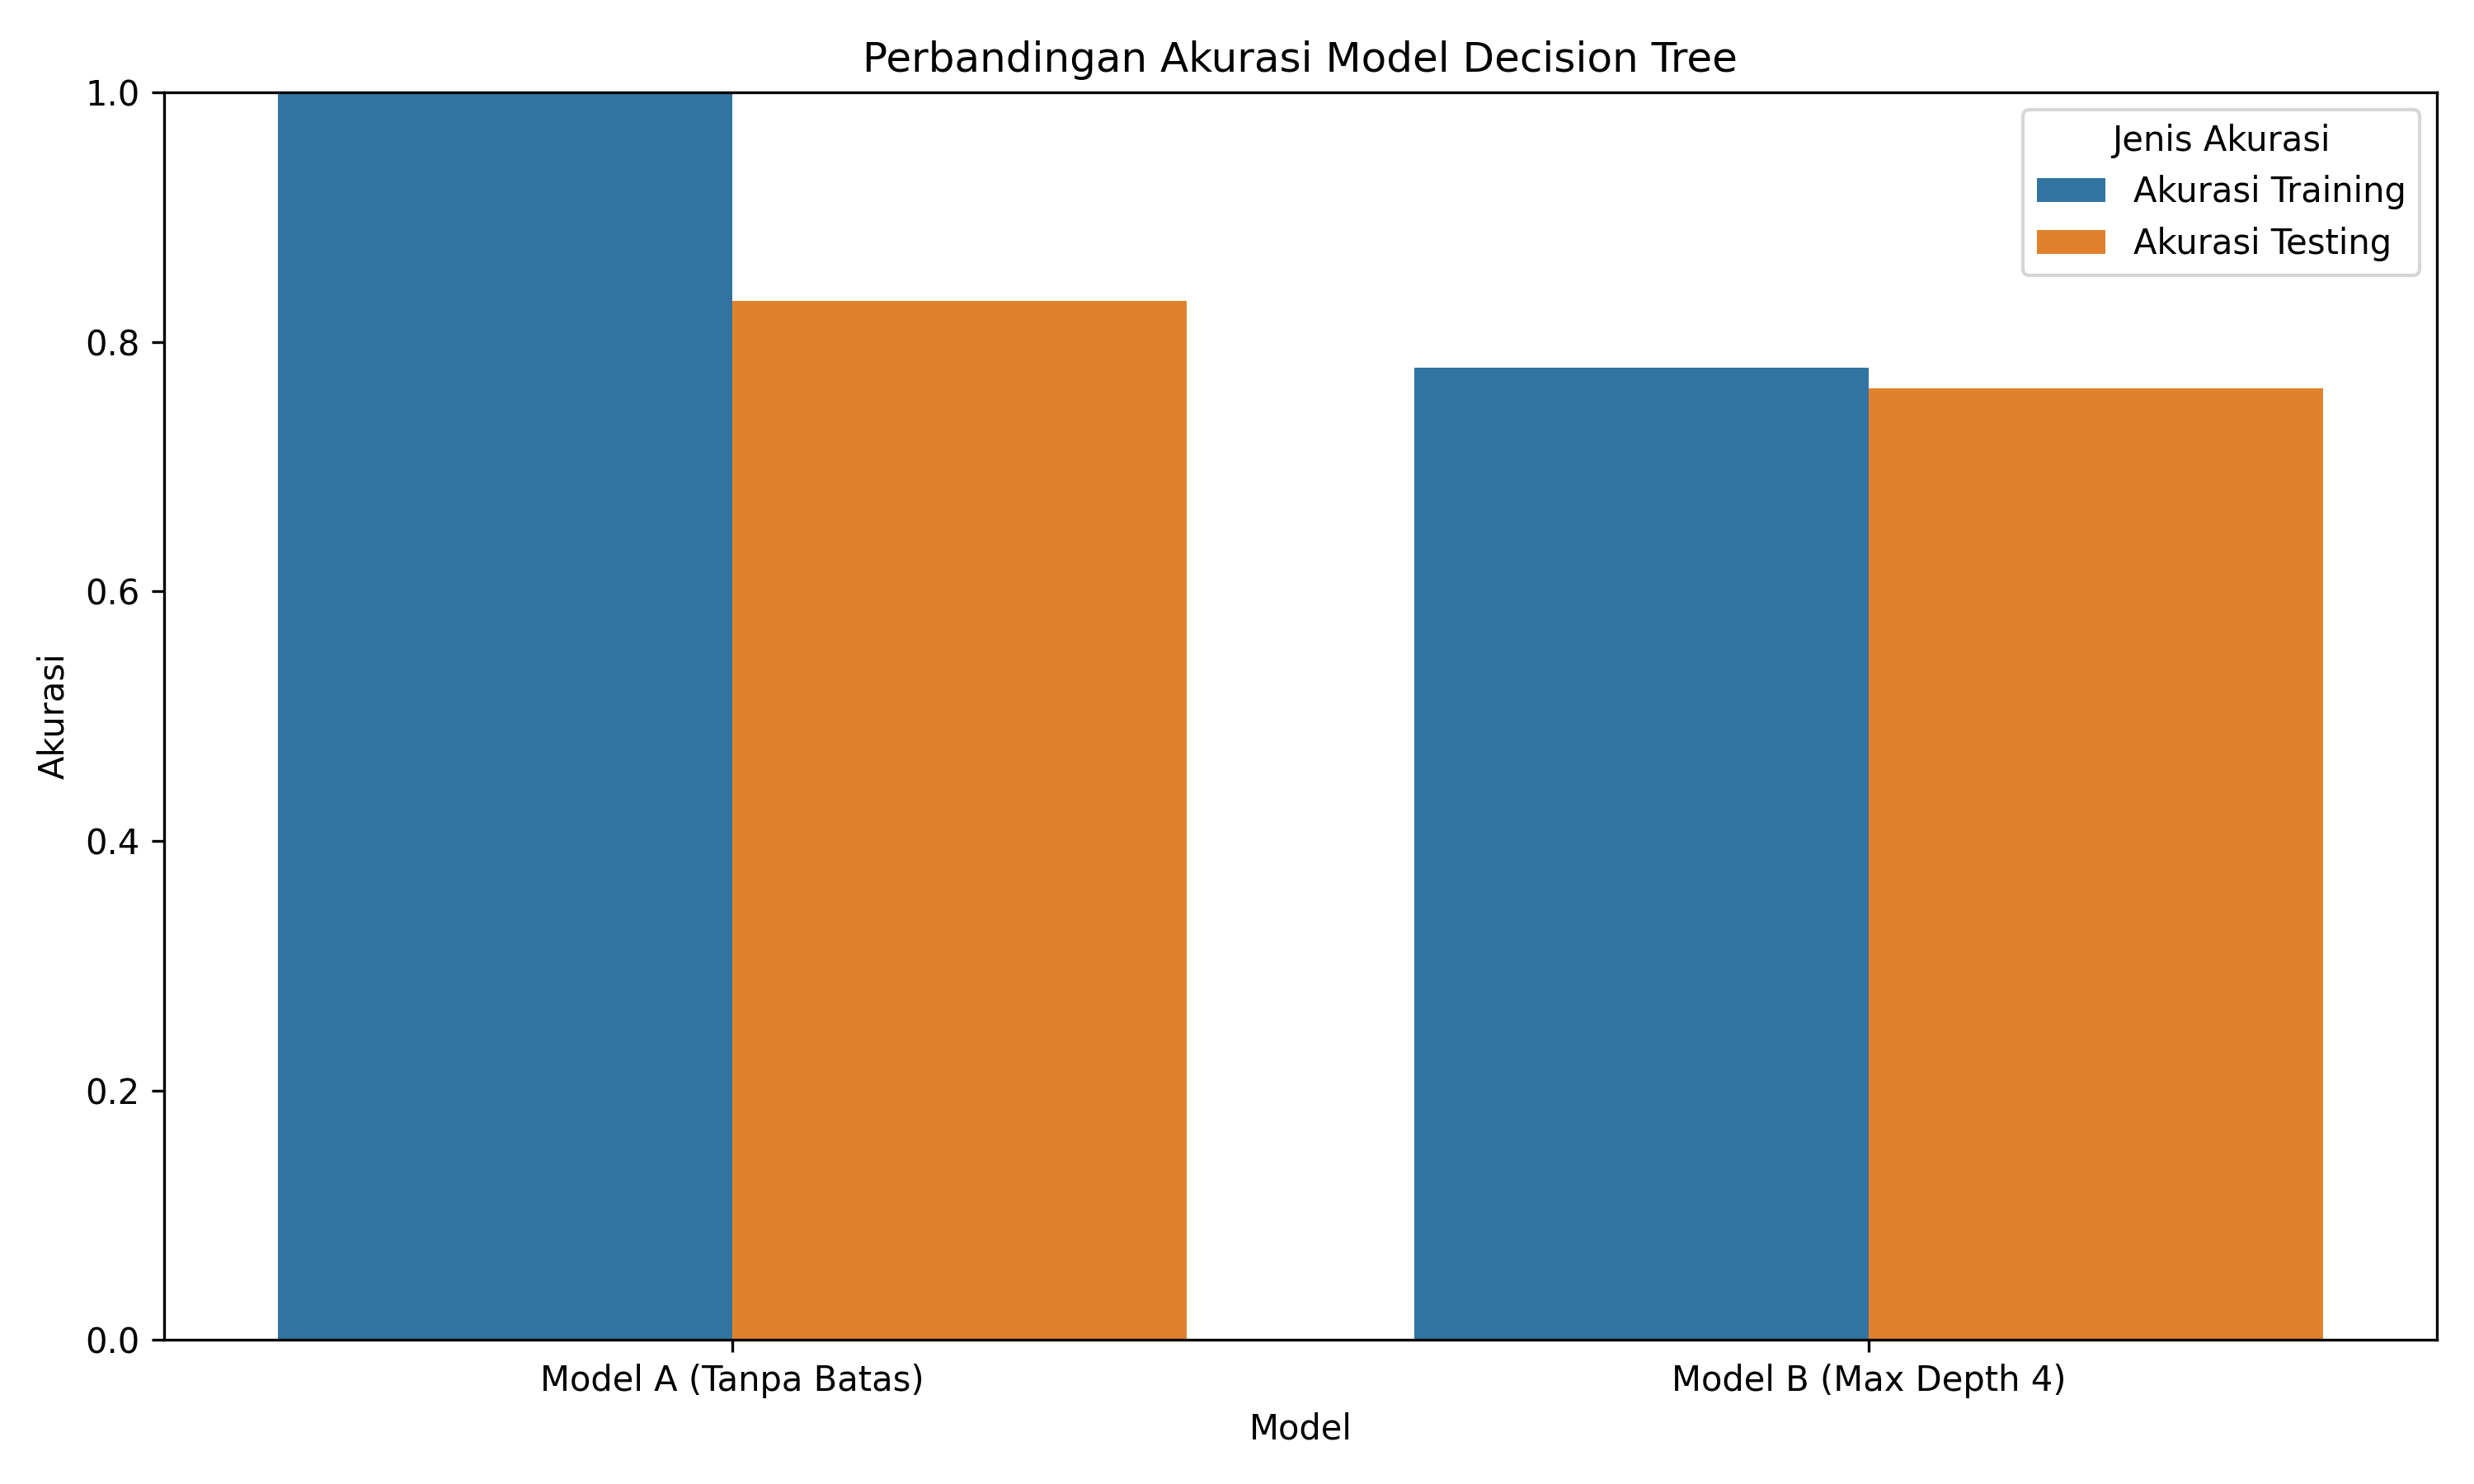 Perbandingan Akurasi Model Decision Tree
Jenis Akurasi
Akurasi Training
Akurasi Testing
Akurasi
1.0
0.8
0.6
0.4
0.2
0.0
Model A (Tanpa Batas)
Model B (Max Depth 4)
Model